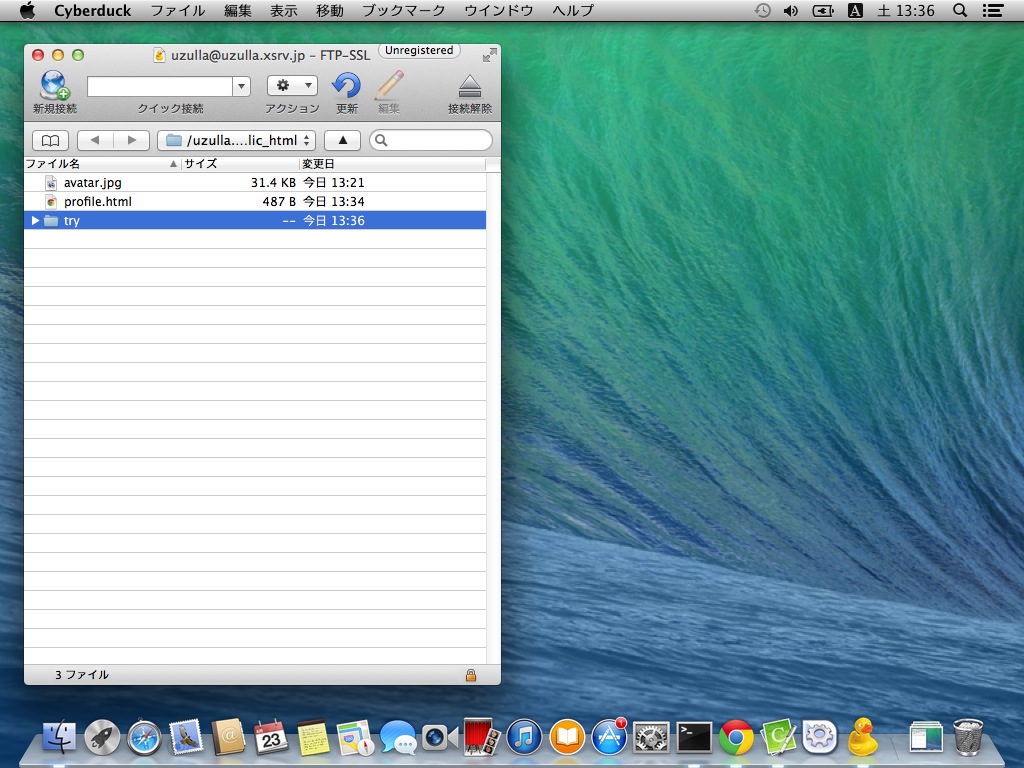 Cyberduck ファイル 編集 表示 移動 ブックマーク ウインドウ ヘルプ A 土 13:36
uzulla@uzulla.xsrv.jp – FTP-SSL Unregistered
新規接続 クイック接続 アクション 更新 編集 接続解除
/uzulla....lic_html
ファイル名 サイズ 変更日
avatar.jpg 31.4 KB 今日 13:21
profile.html 487 B 今日 13:34
try -- 今日 13:36
3 ファイル
23
1